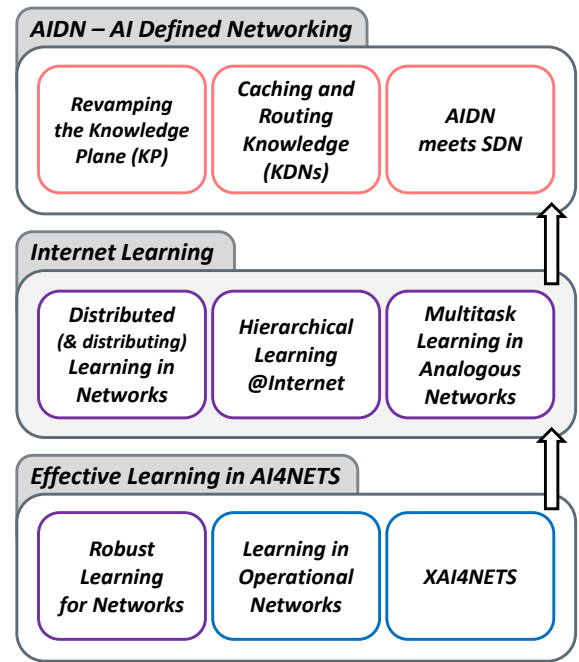 AIDN – AI Defined Networking
Revamping
the Knowledge
Plane (KP)
Caching and
Routing
Knowledge
(KDNs)
AIDN
meets SDN
Internet Learning
Distributed
(& distributing)
Learning in
Networks
Hierarchical
Learning
@Internet
Multitask
Learning in
Analogous
Networks
Effective Learning in AI4NETS
Robust
Learning
for Networks
Learning in
Operational
Networks
XAI4NETS